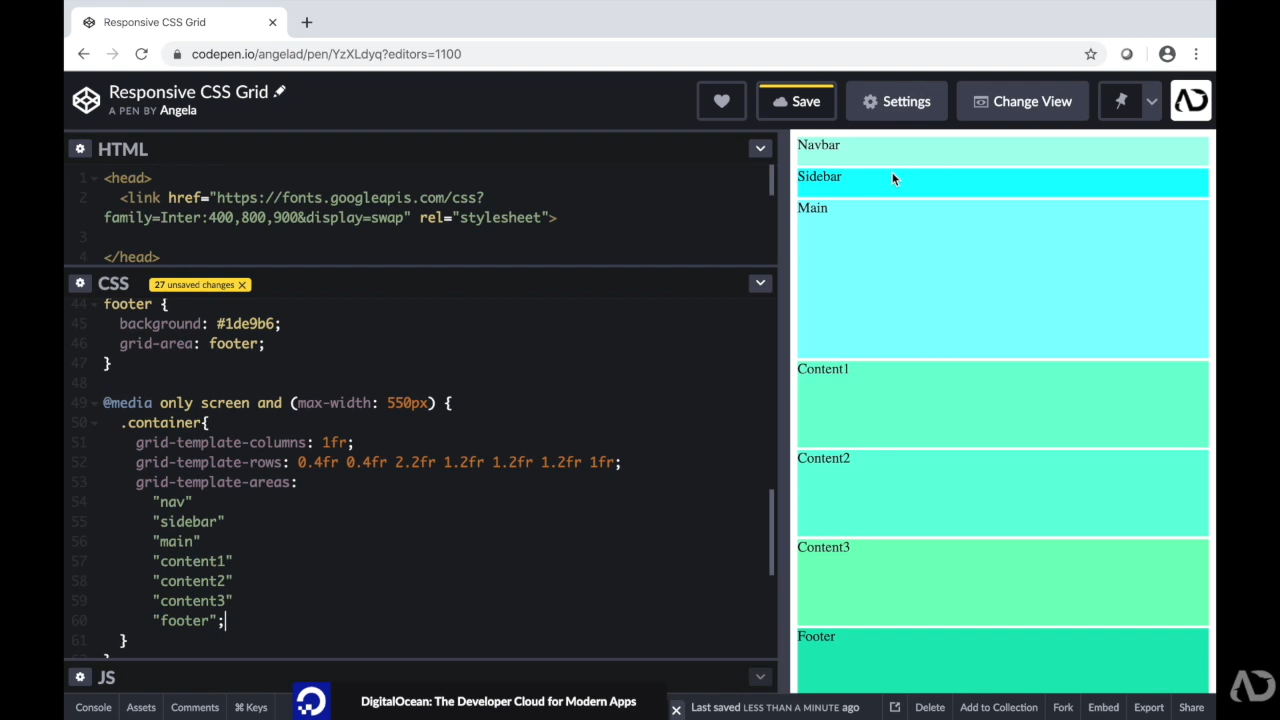 Responsive CSS Grid
codepen.io/angelad/pen/YzXLdyq?editors=1100
Responsive CSS Grid
A PEN BY Angela
Save
Settings
Change View
HTML
1 <head>
2 <link href="https://fonts.googleapis.com/css?
family=Inter:400,800,900&display=swap" rel="stylesheet">
3
4 </head>
CSS
27 unsaved changes
44 footer {
45 background: #1de9b6;
46 grid-area: footer;
47 }
48
49 @media only screen and (max-width: 550px) {
50 .container{
51 grid-template-columns: 1fr;
52 grid-template-rows: 0.4fr 0.4fr 2.2fr 1.2fr 1.2fr 1.2fr 1fr;
53 grid-template-areas:
54 "nav"
55 "sidebar"
56 "main"
57 "content1"
58 "content2"
59 "content3"
60 "footer";
61 }
JS
Navbar
Sidebar
Main
Content1
Content2
Content3
Footer
Console
Assets
Comments
⌘ Keys
DigitalOcean: The Developer Cloud for Modern Apps
Last saved LESS THAN A MINUTE ago
Delete
Add to Collection
Fork
Embed
Export
Share